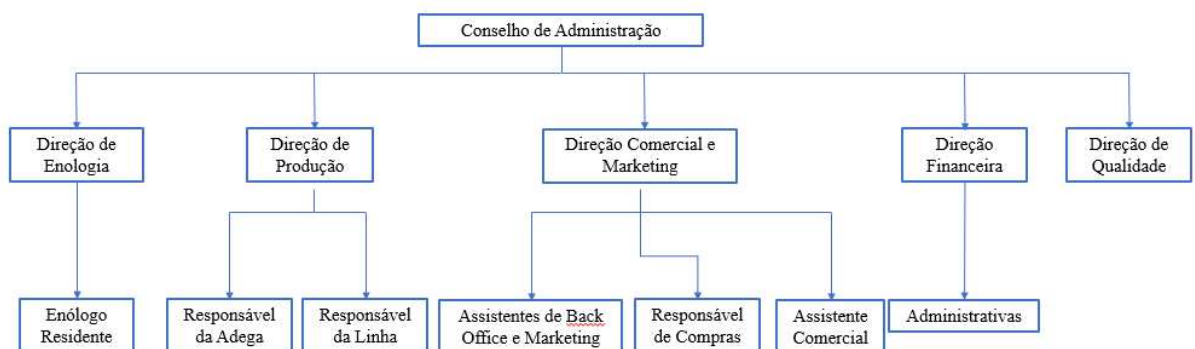 Conselho de Administração
Direção de
Enologia
Direção de
Produção
Direção Comercial e
Marketing
Direção
Financeira
Direção de
Qualidade
Enólogo
Residente
Responsável
da Adega
Responsável
da Linha
Assistentes de Back
Office e Marketing
Responsável
de Compras
Assistente
Comercial
Administrativas